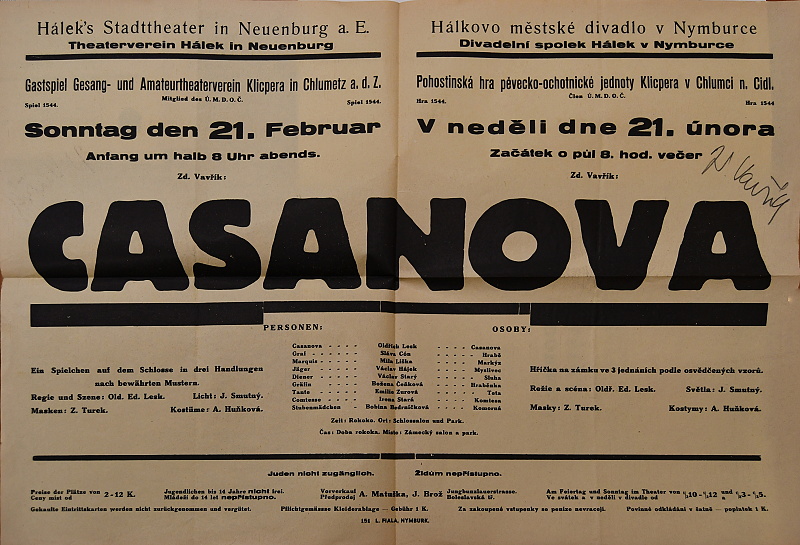 Hálek's Stadttheater in Neuenburg a. E.
Theaterverein Hálek in Neuenburg
Gastspiel Gesang- und Amateurtheaterverein Klicpera in Chlumetz a. d. Z.
Spiel 1544. Mitglied des Ú. M. D. O. Č. Spiel 1544.
Sonntag den 21. Februar
Anfang um halb 8 Uhr abends.
Zd. Vavřík:
Hálkovo městské divadlo v Nymburce
Divadelní spolek Hálek v Nymburce
Pohostinská hra pěvecko-ochotnické jednoty Klicpera v Chlumci n. Cidl.
Hra 1544. Člen Ú. M. D. O. Č. Hra 1544
V neděli dne 21. února
Začátek o půl 8. hod. večer
Zd. Vavřík:
CASANOVA
PERSONEN: OSOBY:
Casanova - - - - Oldřich Lesk - - - - Casanova
Graf - - - - - - Sláva Cón - - - - Hrabě
Marquis - - - - - Míla Liška - - - - Markýz
Jäger - - - - - Václav Hájek - - - - Myslivec
Diener - - - - - Václav Starý - - - - Sluha
Gräfin - - - - - Božena Čeďáková - - - - Hraběnka
Tante - - - - - Emilie Zurová - - - - Teta
Comtesse - - - - Irena Stará - - - - Komtesa
Stubenmädchen - - Bobina Bedraáčková - - - - Komorná
Zeit: Rokoko. Ort: Schlossalon und Park.
Čas: Doba rokoka. Místo: Zámecký salon a park.
Ein Spielchen auf dem Schlosse in drei Handlungen
nach bewährten Mustern.
Regie und Szene: Old. Ed. Lesk. Licht: J. Smutný.
Masken: Z. Turek. Kostüme: A. Huňková.
Hříčka na zámku ve 3 jednáních podle osvědčených vzorů.
Režie a scéna: Oldř. Ed. Lesk. Světla: J. Smutný.
Masky: Z. Turek. Kostymy: A. Huňková.
Juden nicht zugänglich. Židům nepřístupno.
Preise der Plätze von
Ceny míst od 2-12 K.
Jugendlichen bis 14 Jahre nicht frei.
Mládeži do 14 let nepřístupno.
Vorverkauf
Předprodej A. Matuška, J. Brož Jungbunzlauerstrasse.
Boleslavská tř.
Am Feiertag und Sonntag im Theater von ½10-½12 und ½3-½5.
Ve svátek a v neděli v divadle od a
Gekaufte Eintrittkarten werden nicht zurückgenommen und vergütet. Pflichtgemässe Kleiderablage - Gebühr 1 K. Za zakoupené vstupenky se peníze nevracejí. Povinné odkládání v šatně - poplatek 1 K.
151 L. FIALA, NYMBURK.